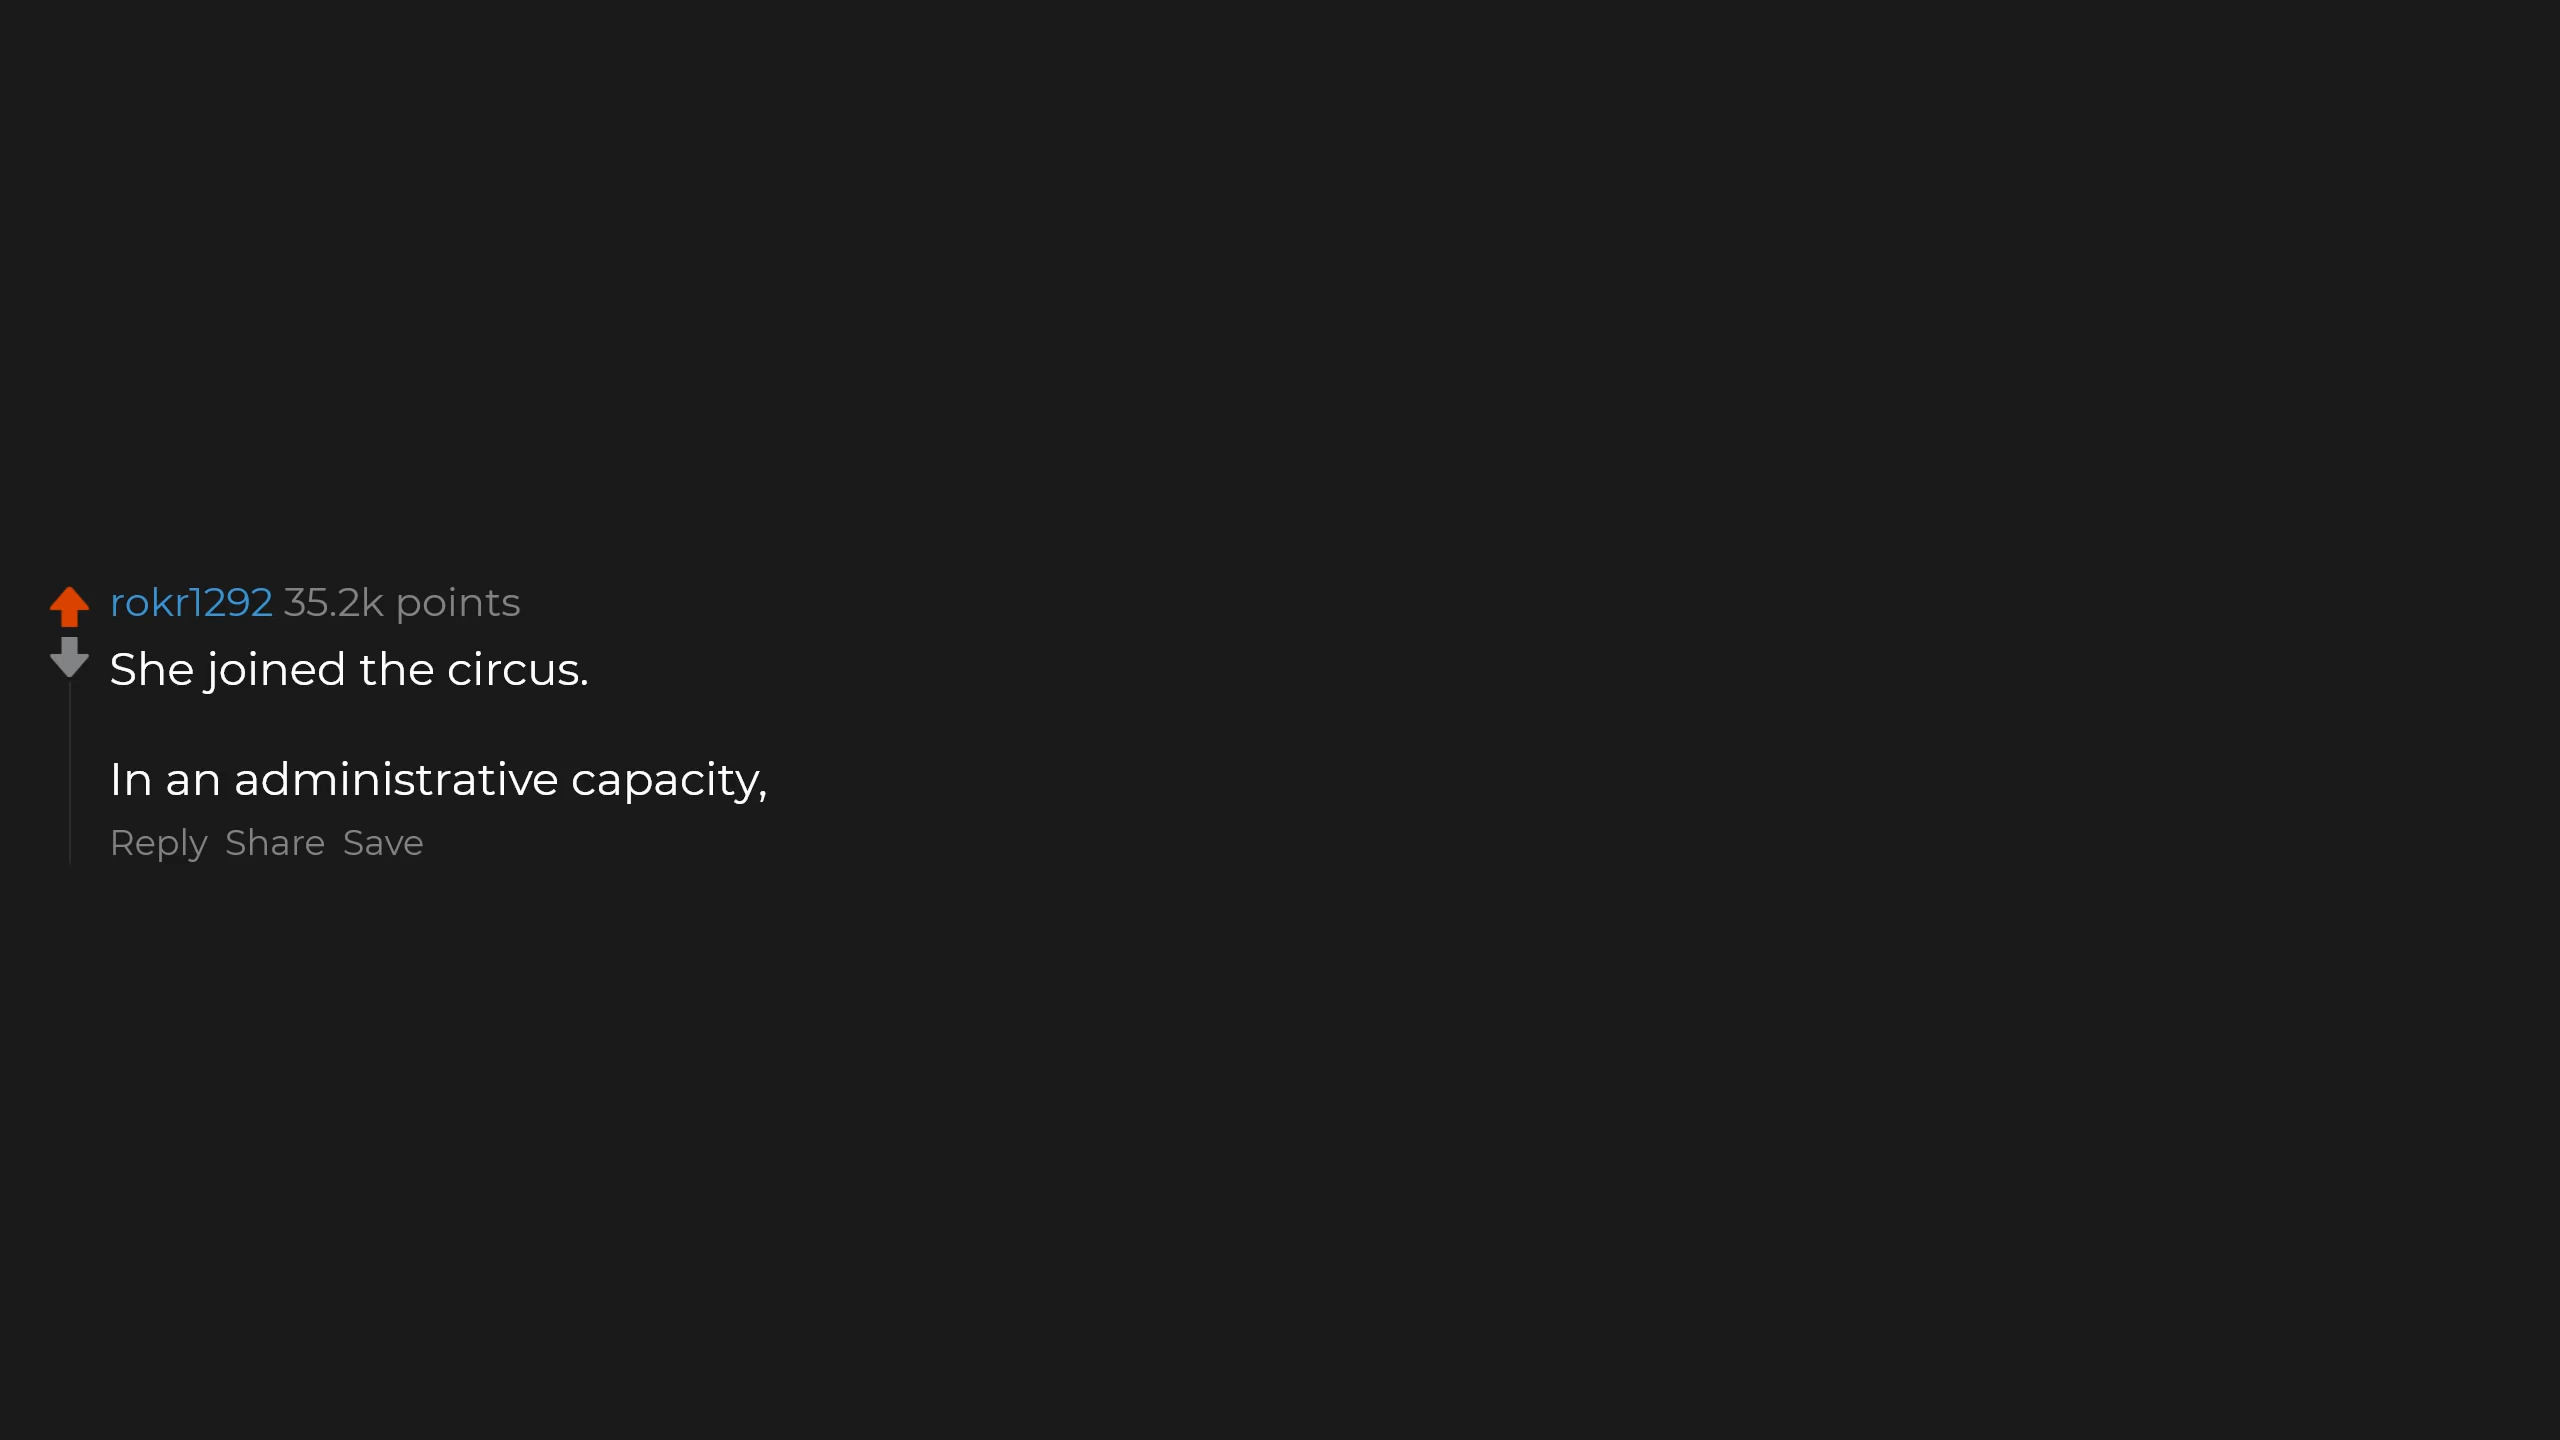 rokr1292 35.2k points
She joined the circus.
In an administrative capacity,
Reply Share Save